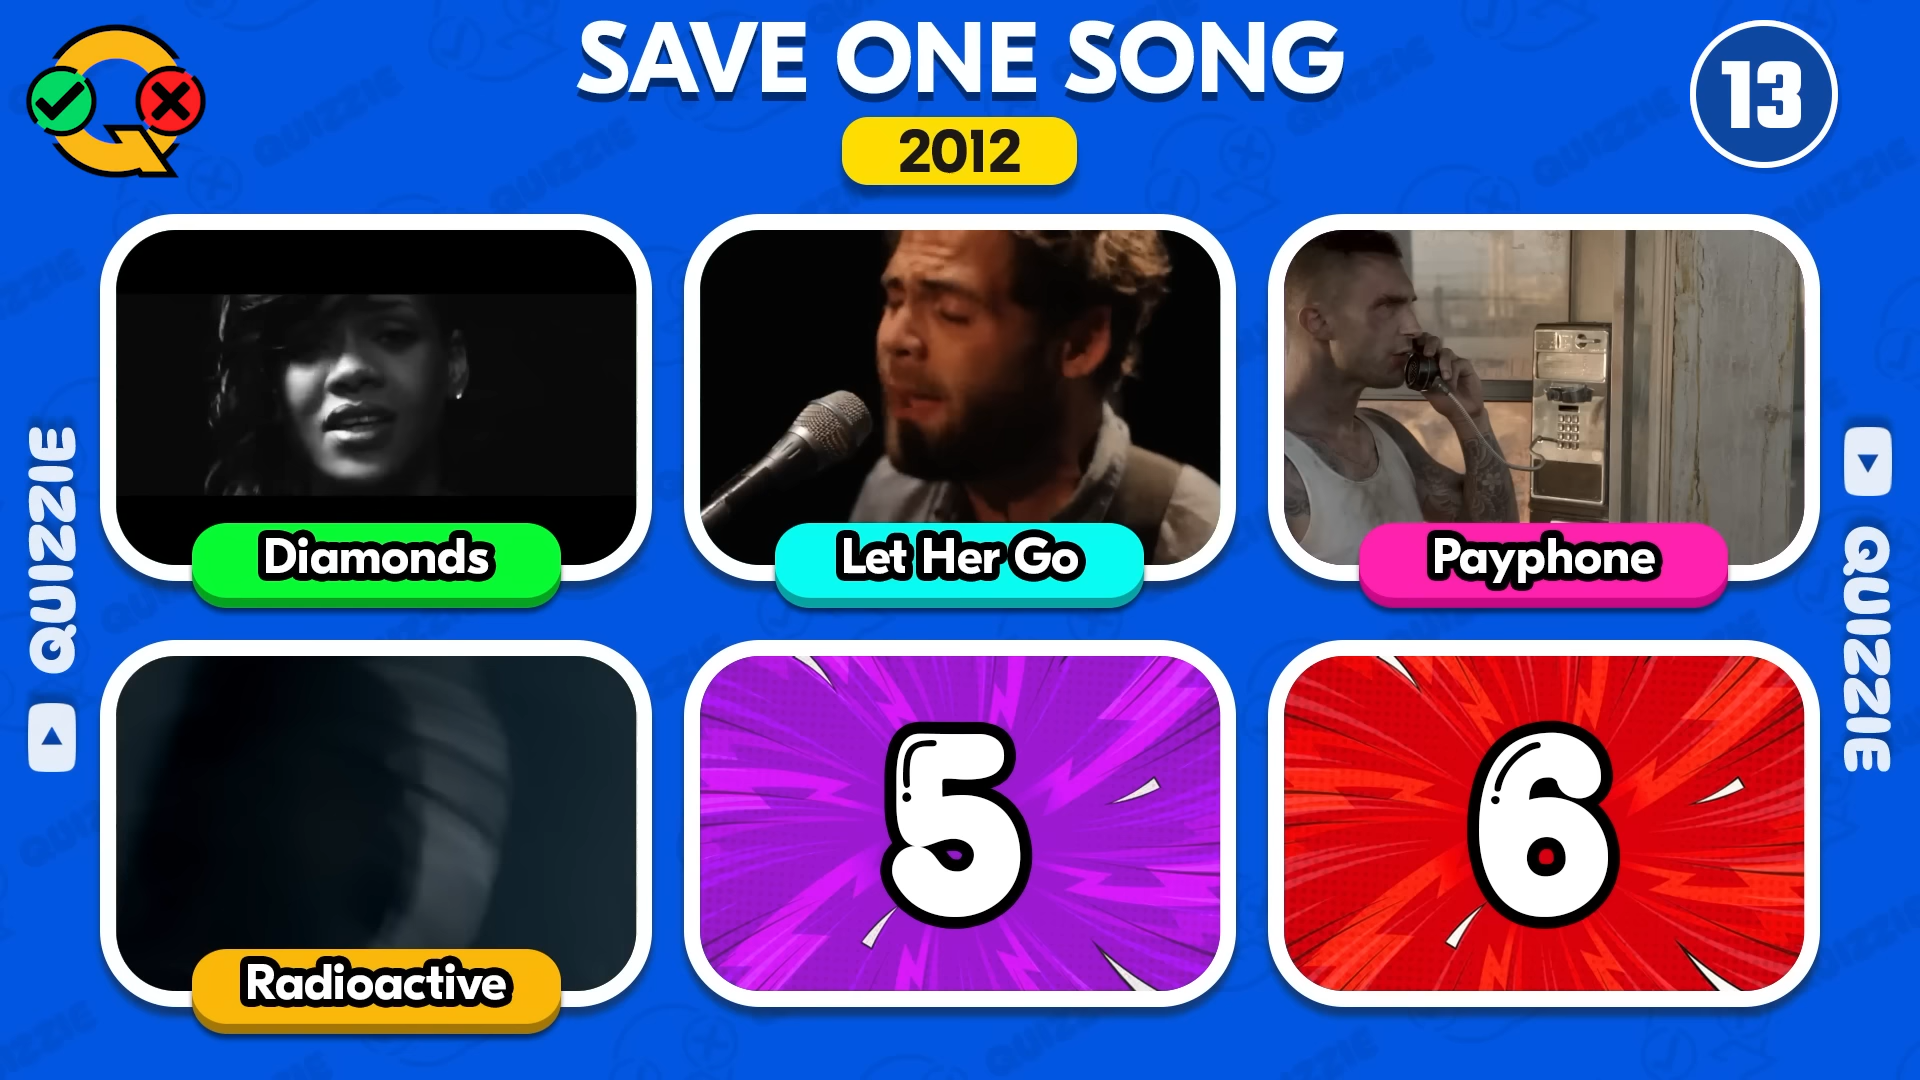 SAVE ONE SONG
2012
13
Diamonds
Let Her Go
Payphone
Radioactive
5
6
QUIZZIE
QUIZZIE